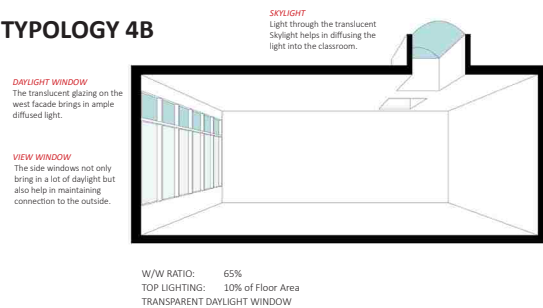 TYPOLOGY 4B
SKYLIGHT
Light through the translucent
Skylight helps in diffusing the
light into the classroom.
DAYLIGHT WINDOW
The translucent glazing on the
west facade brings in ample
diffused light.
VIEW WINDOW
The side windows not only
bring in a lot of daylight but
also help in maintaining
connection to the outside.
W/W RATIO: 65%
TOP LIGHTING: 10% of Floor Area
TRANSPARENT DAYLIGHT WINDOW